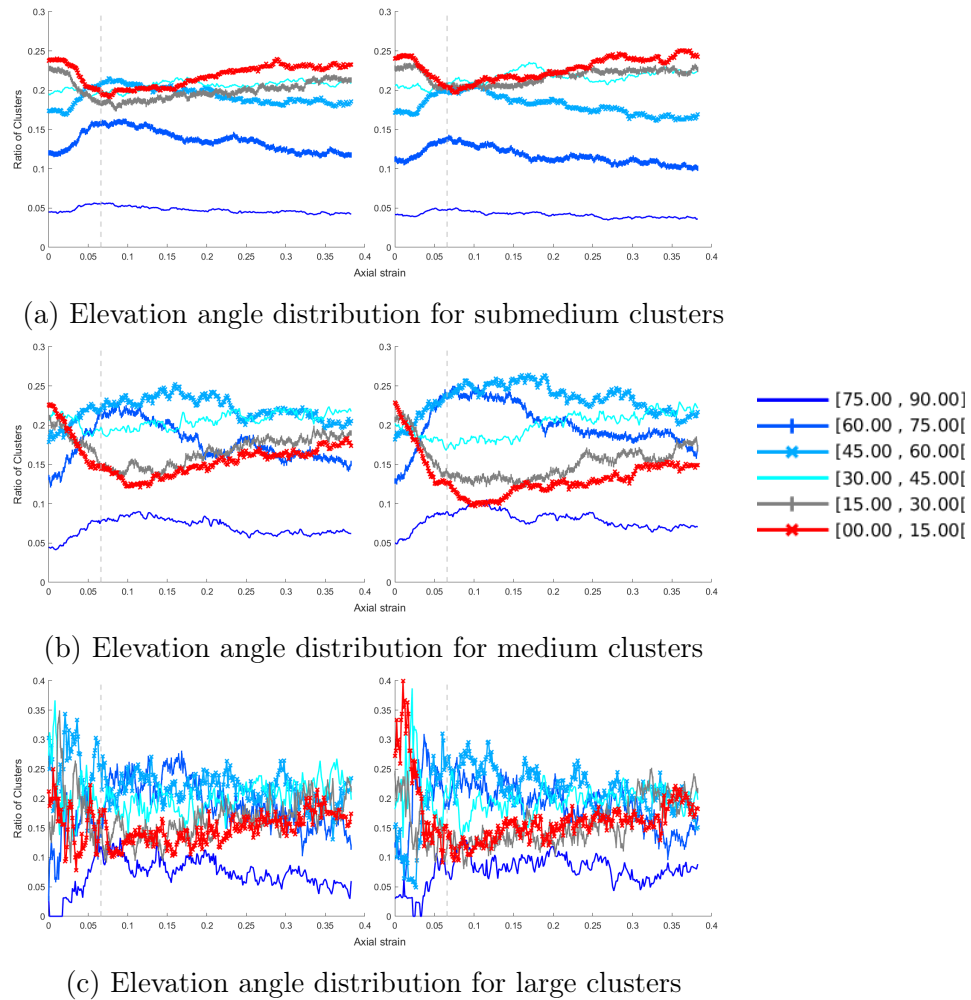 0.3
0.25
0.2
0.15
0.1
0.05
0
Ratio of Clusters
0 0.05 0.1 0.15 0.2 0.25 0.3 0.35 0.4
Axial strain
0.3
0.25
0.2
0.15
0.1
0.05
0
0 0.05 0.1 0.15 0.2 0.25 0.3 0.35 0.4
(a) Elevation angle distribution for submedium clusters
0.3
0.25
0.2
0.15
0.1
0.05
0
Ratio of Clusters
0 0.05 0.1 0.15 0.2 0.25 0.3 0.35 0.4
Axial strain
0.3
0.25
0.2
0.15
0.1
0.05
0
0 0.05 0.1 0.15 0.2 0.25 0.3 0.35 0.4
[75.00 , 90.00]
[60.00 , 75.00[
[45.00 , 60.00[
[30.00 , 45.00[
[15.00 , 30.00[
[00.00 , 15.00[
(b) Elevation angle distribution for medium clusters
0.4
0.35
0.3
0.25
0.2
0.15
0.1
0.05
0
Ratio of Clusters
0 0.05 0.1 0.15 0.2 0.25 0.3 0.35 0.4
Axial strain
0.4
0.35
0.3
0.25
0.2
0.15
0.1
0.05
0
0 0.05 0.1 0.15 0.2 0.25 0.3 0.35 0.4
(c) Elevation angle distribution for large clusters